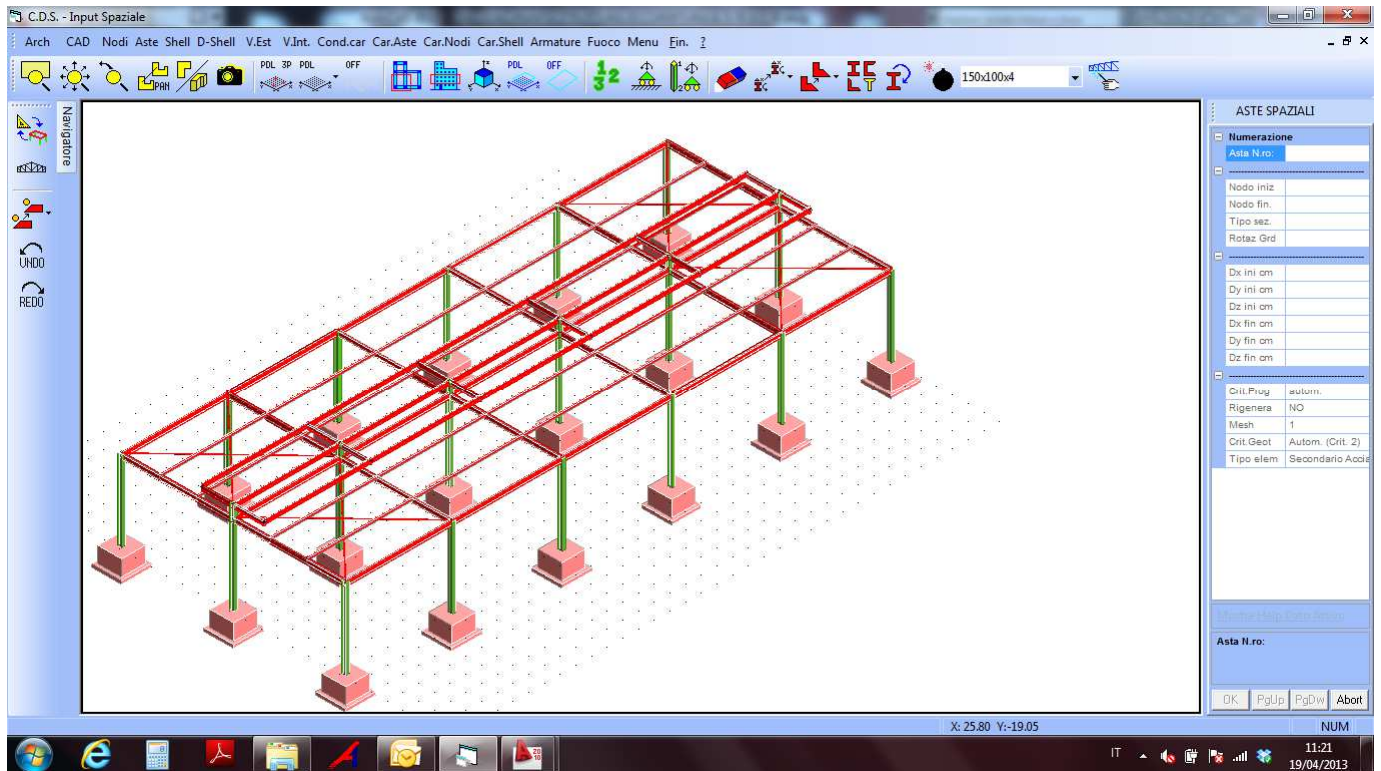 C.D.S. - Input Spaziale
Arch CAD Nodi Aste Shell D-Shell V.Est V.Int. Cond.car Car.Aste Car.Nodi Car.Shell Armature Fuoco Menu Fin. ?
PAN PDL 3P PDL OFF PDL OFF 150x100x4
Navigatore
UNDO
REDO
ASTE SPAZIALI
Numerazione
Asta N.ro:
Nodo iniz
Nodo fin.
Tipo sez.
Rotaz Grd
Dx ini cm
Dy ini cm
Dz ini cm
Dx fin cm
Dy fin cm
Dz fin cm
Crit.Prog autom.
Rigenera NO
Mesh 1
Crit.Geot Autom. (Crit. 2)
Tipo elem Secondario Accia
Asta N.ro:
OK PgUp PgDw Abort
X: 25.80 Y:-19.05 NUM
IT 11:21
19/04/2013